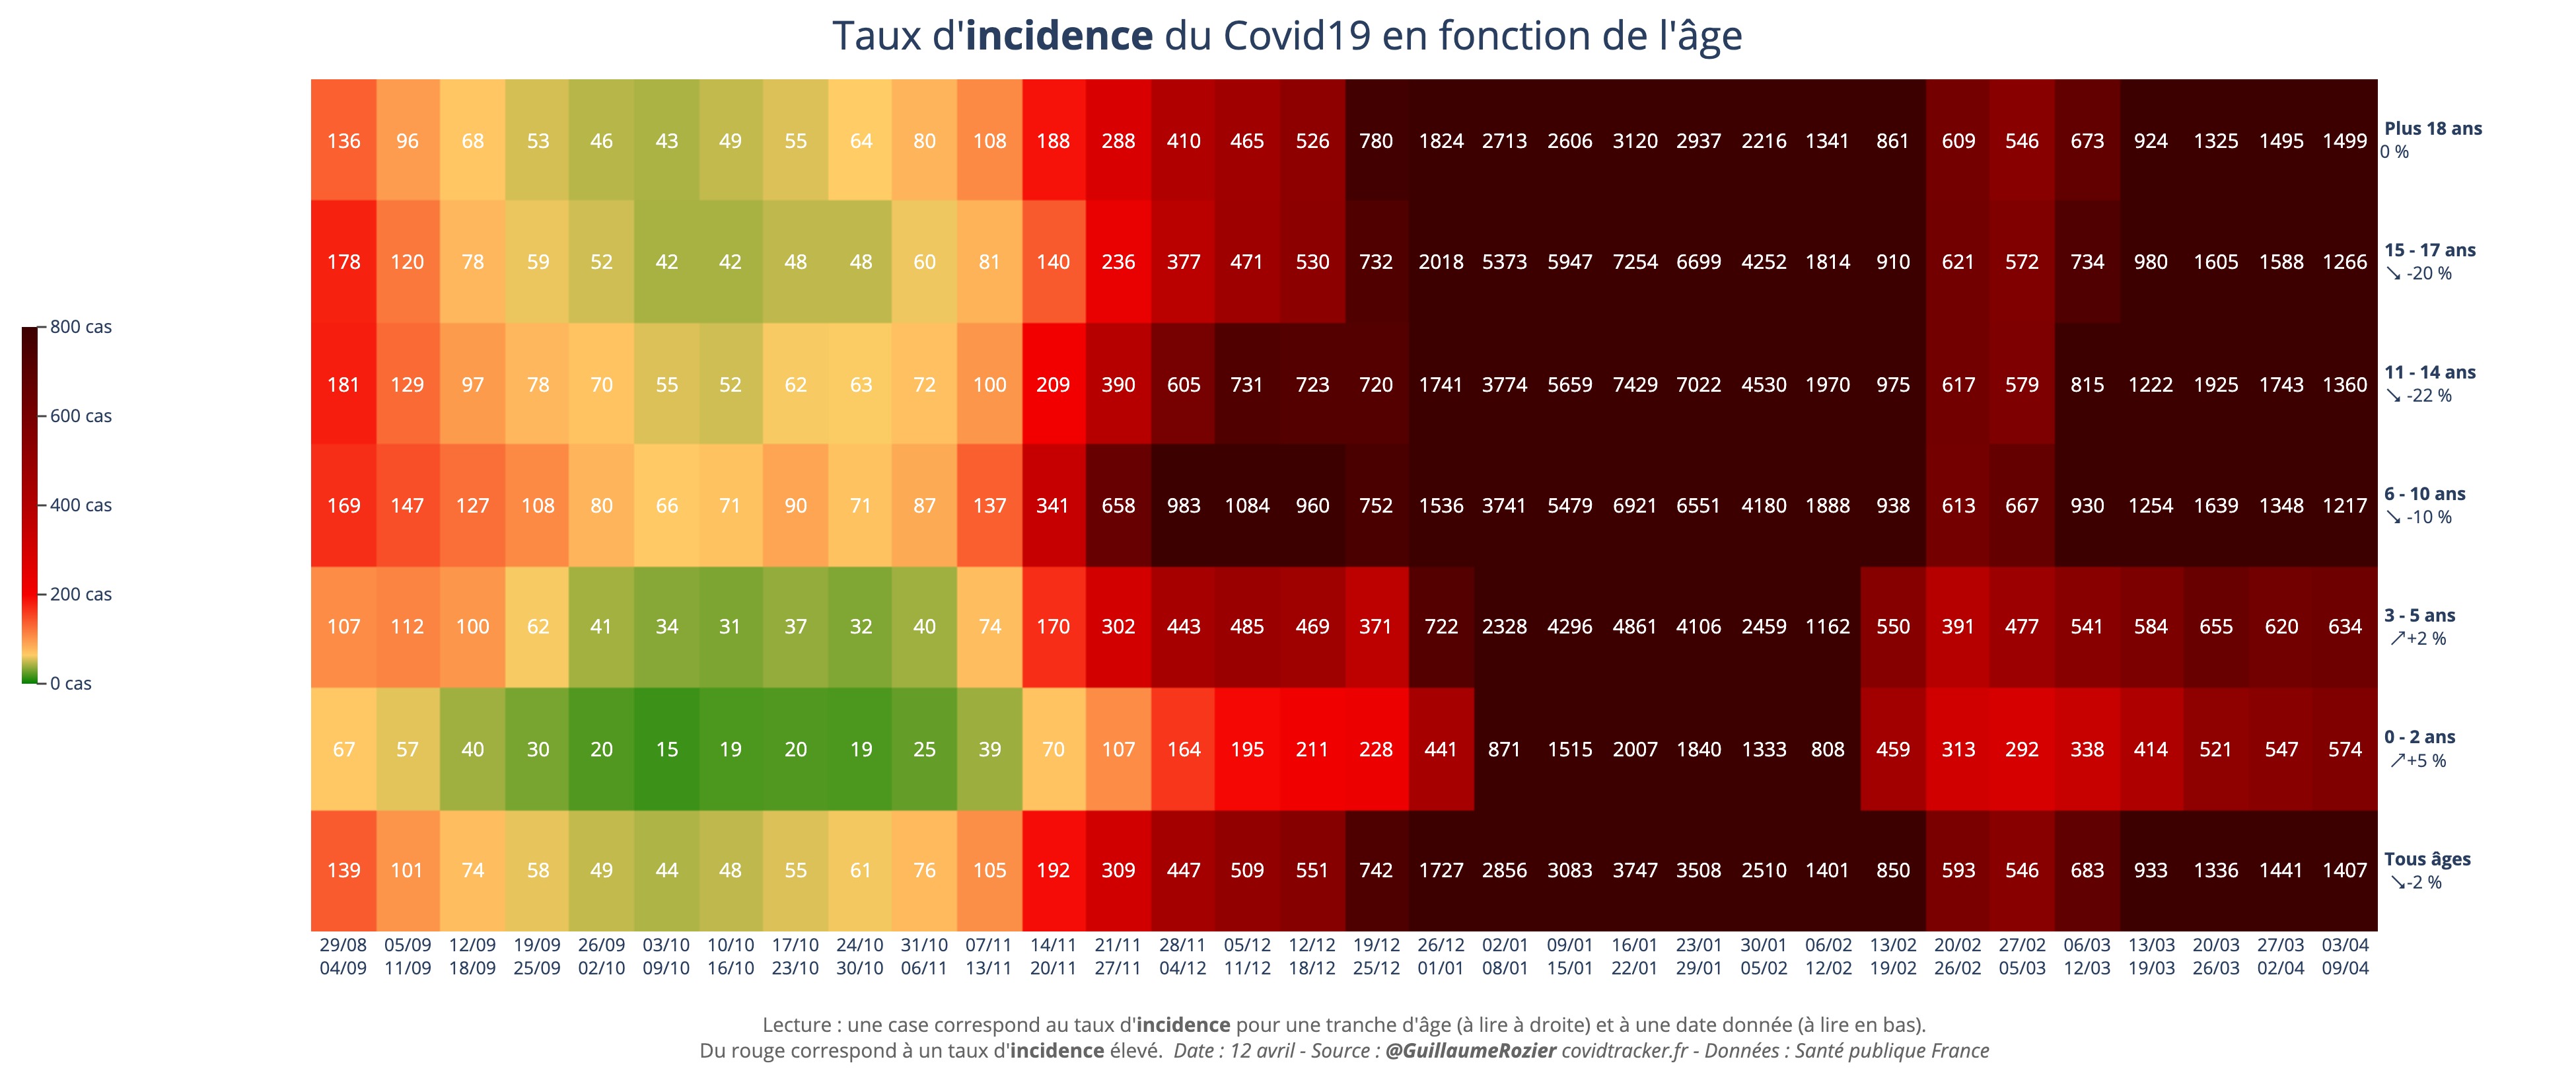 Taux d'incidence du Covid19 en fonction de l'âge
136 96 68 53 46 43 49 55 64 80 108 188 288 410 465 526 780 1824 2713 2606 3120 2937 2216 1341 861 609 546 673 924 1325 1495 1499
Plus 18 ans
0 %
178 120 78 59 52 42 42 48 48 60 81 140 236 377 471 530 732 2018 5373 5947 7254 6699 4252 1814 910 621 572 734 980 1605 1588 1266
15 - 17 ans
↘ -20 %
800 cas
181 129 97 78 70 55 52 62 63 72 100 209 390 605 731 723 720 1741 3774 5659 7429 7022 4530 1970 975 617 579 815 1222 1925 1743 1360
11 - 14 ans
↘ -22 %
600 cas
169 147 127 108 80 66 71 90 71 87 137 341 658 983 1084 960 752 1536 3741 5479 6921 6551 4180 1888 938 613 667 930 1254 1639 1348 1217
6 - 10 ans
↘ -10 %
400 cas
200 cas
107 112 100 62 41 34 31 37 32 40 74 170 302 443 485 469 371 722 2328 4296 4861 4106 2459 1162 550 391 477 541 584 655 620 634
3 - 5 ans
↗+2 %
0 cas
67 57 40 30 20 15 19 20 19 25 39 70 107 164 195 211 228 441 871 1515 2007 1840 1333 808 459 313 292 338 414 521 547 574
0 - 2 ans
↗+5 %
139 101 74 58 49 44 48 55 61 76 105 192 309 447 509 551 742 1727 2856 3083 3747 3508 2510 1401 850 593 546 683 933 1336 1441 1407
Tous âges
↘-2 %
29/08 05/09 12/09 19/09 26/09 03/10 10/10 17/10 24/10 31/10 07/11 14/11 21/11 28/11 05/12 12/12 19/12 26/12 02/01 09/01 16/01 23/01 30/01 06/02 13/02 20/02 27/02 06/03 13/03 20/03 27/03 03/04
04/09 11/09 18/09 25/09 02/10 09/10 16/10 23/10 30/10 06/11 13/11 20/11 27/11 04/12 11/12 18/12 25/12 01/01 08/01 15/01 22/01 29/01 05/02 12/02 19/02 26/02 05/03 12/03 19/03 26/03 02/04 09/04
Lecture : une case correspond au taux d'incidence pour une tranche d'âge (à lire à droite) et à une date donnée (à lire en bas).
Du rouge correspond à un taux d'incidence élevé. Date : 12 avril - Source : @GuillaumeRozier covidtracker.fr - Données : Santé publique France